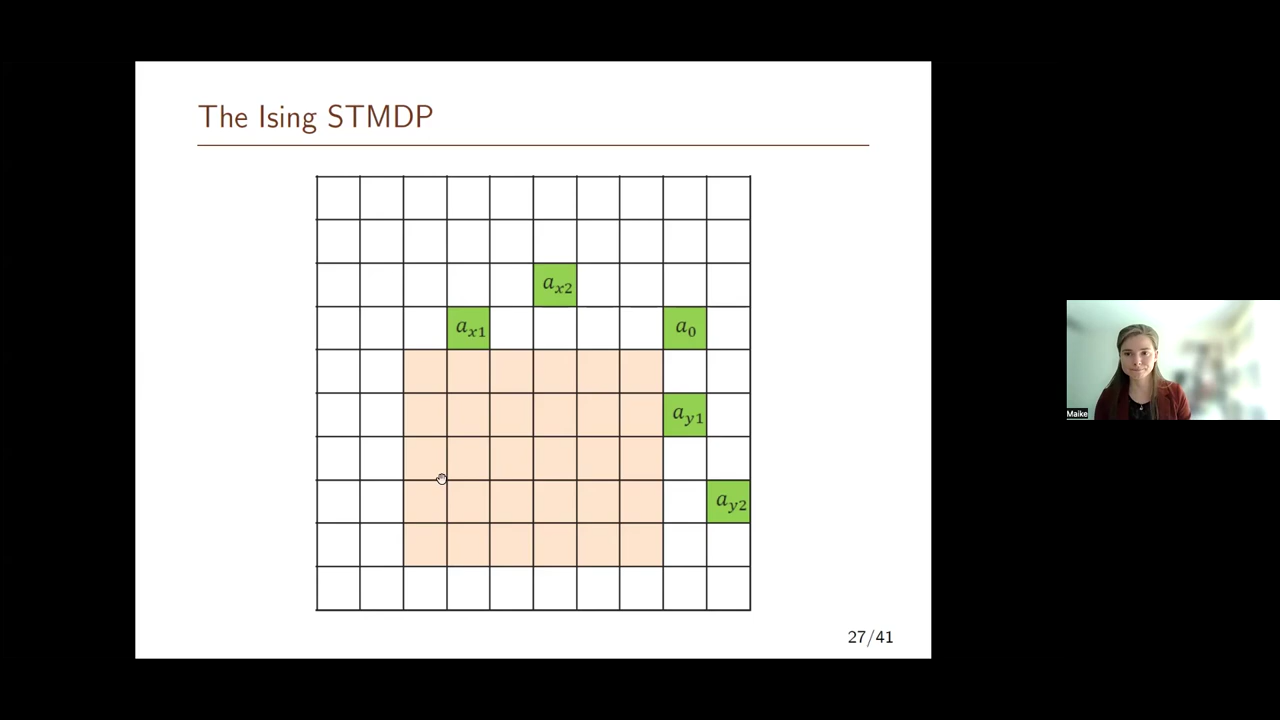 The Ising STMDP
a_{x2}
a_{x1}
a_0
a_{y1}
a_{y2}
Maike
27/41